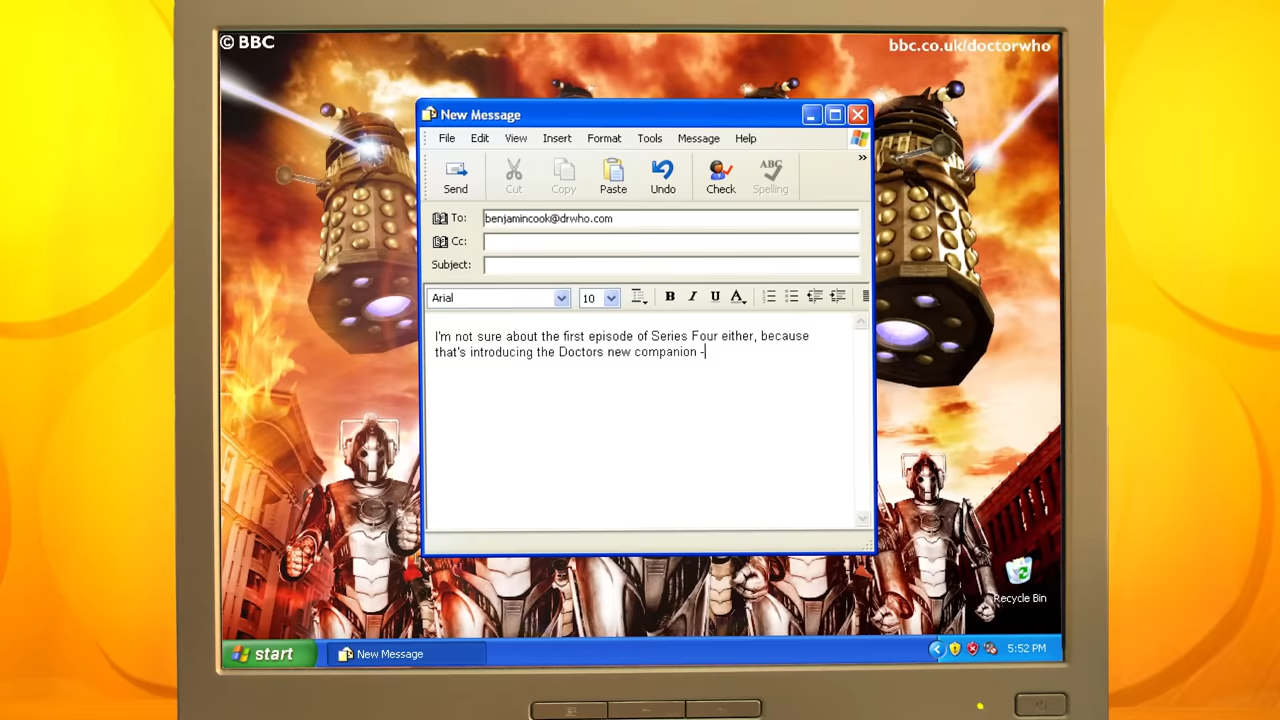 © BBC
bbc.co.uk/doctorwho
New Message
File Edit View Insert Format Tools Message Help
Send Cut Copy Paste Undo Check Spelling
ABC
To: benjamincook@drwho.com
Cc:
Subject:
Arial 10 B I U A
I'm not sure about the first episode of Series Four either, because
that's introducing the Doctors new companion -
Recycle Bin
start New Message 5:52 PM